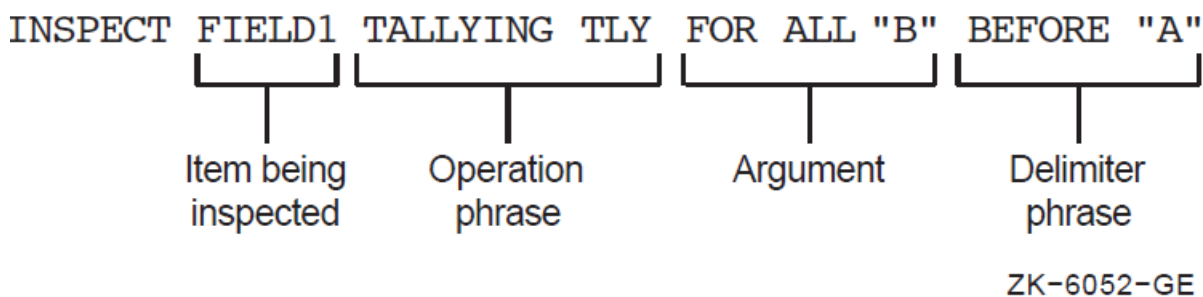 INSPECT FIELD1 TALLYING TLY FOR ALL "B" BEFORE "A"
Item being inspected
Operation phrase
Argument
Delimiter phrase
ZK-6052-GE